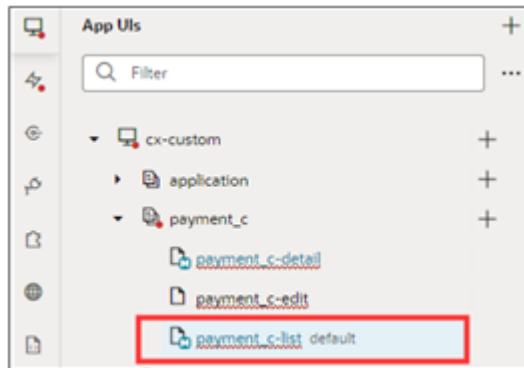 App UIs
Filter
cx-custom
application
payment_c
payment_c-detail
payment_c-edit
payment_c-list default